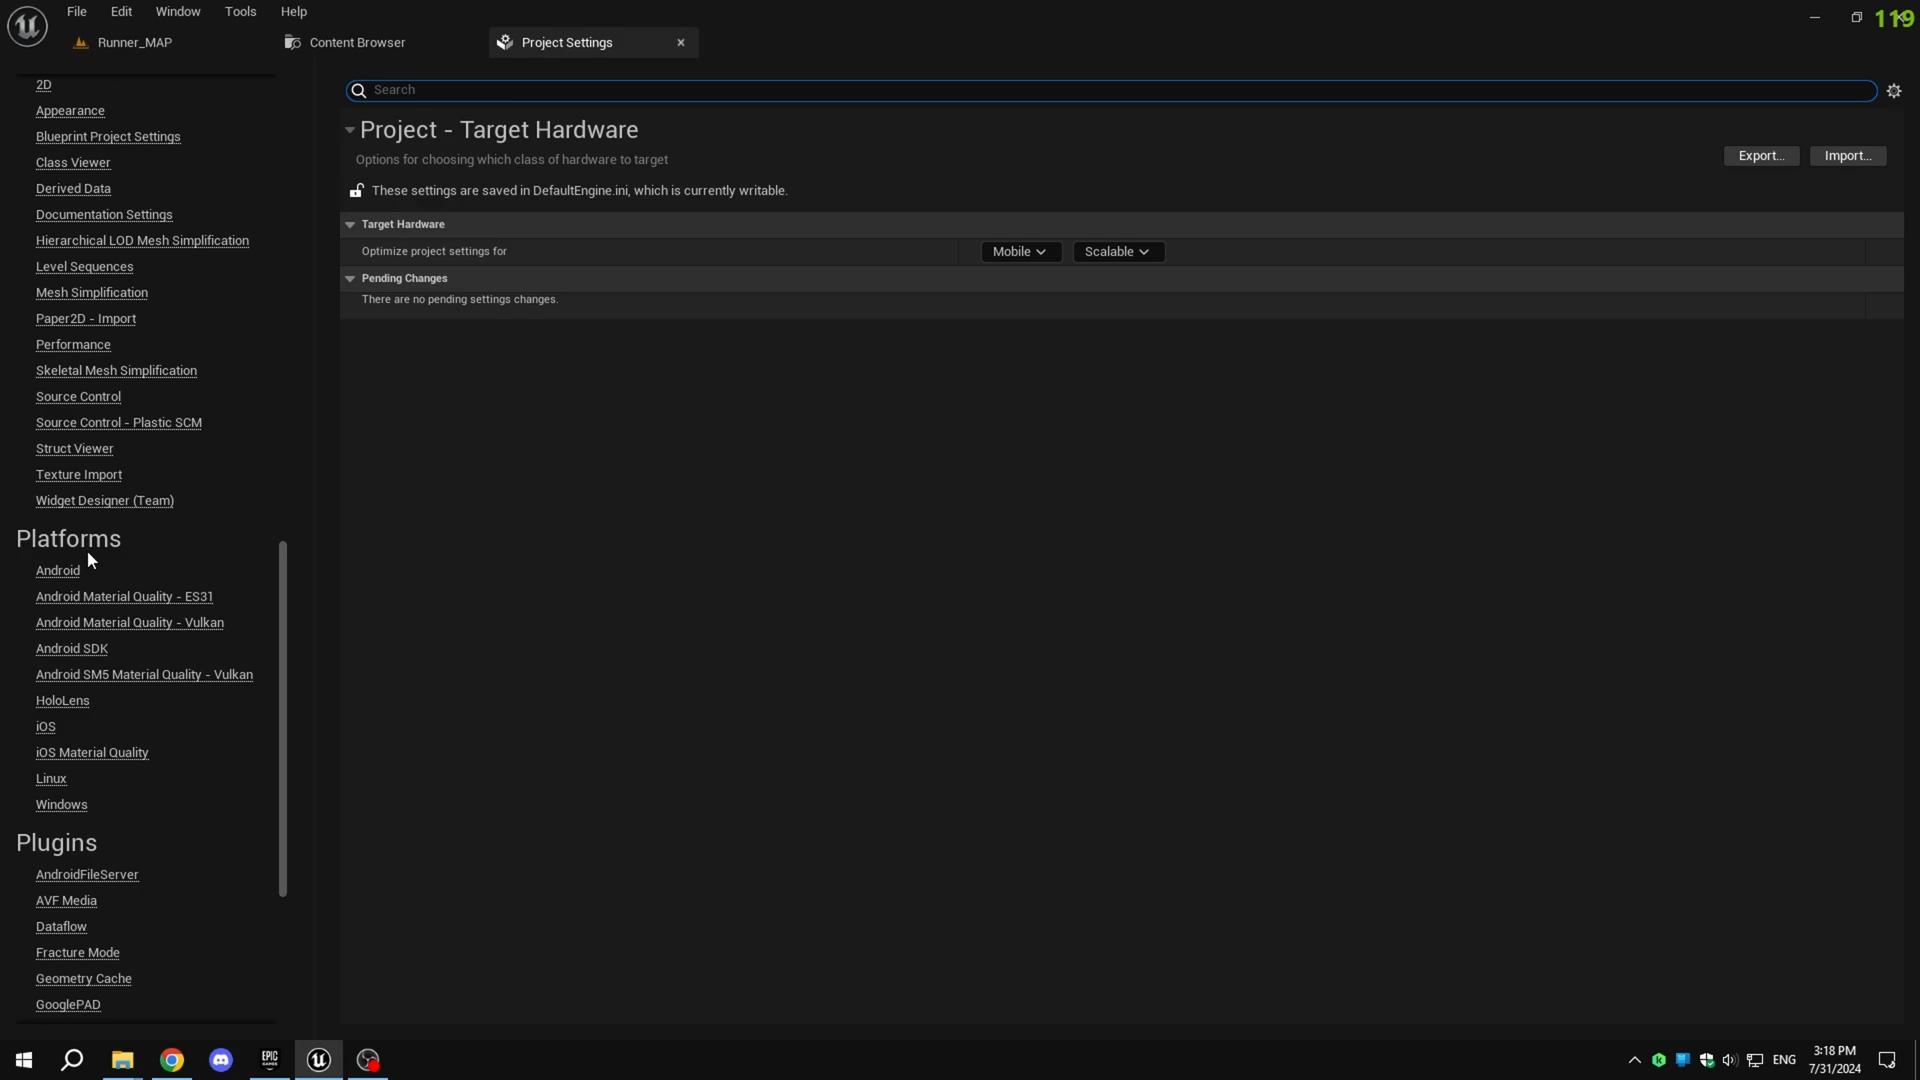 File Edit Window Tools Help
119
Runner_MAP
Content Browser
Project Settings
2D
Appearance
Blueprint Project Settings
Class Viewer
Derived Data
Documentation Settings
Hierarchical LOD Mesh Simplification
Level Sequences
Mesh Simplification
Paper2D - Import
Performance
Skeletal Mesh Simplification
Source Control
Source Control - Plastic SCM
Struct Viewer
Texture Import
Widget Designer (Team)
Platforms
Android
Android Material Quality - ES31
Android Material Quality - Vulkan
Android SDK
Android SM5 Material Quality - Vulkan
HoloLens
iOS
iOS Material Quality
Linux
Windows
Plugins
AndroidFileServer
AVF Media
Dataflow
Fracture Mode
Geometry Cache
GooglePAD
Search
Project - Target Hardware
Options for choosing which class of hardware to target
Export...
Import...
These settings are saved in DefaultEngine.ini, which is currently writable.
Target Hardware
Optimize project settings for
Mobile
Scalable
Pending Changes
There are no pending settings changes.
EPIC
GAMES
ENG
3:18 PM
7/31/2024